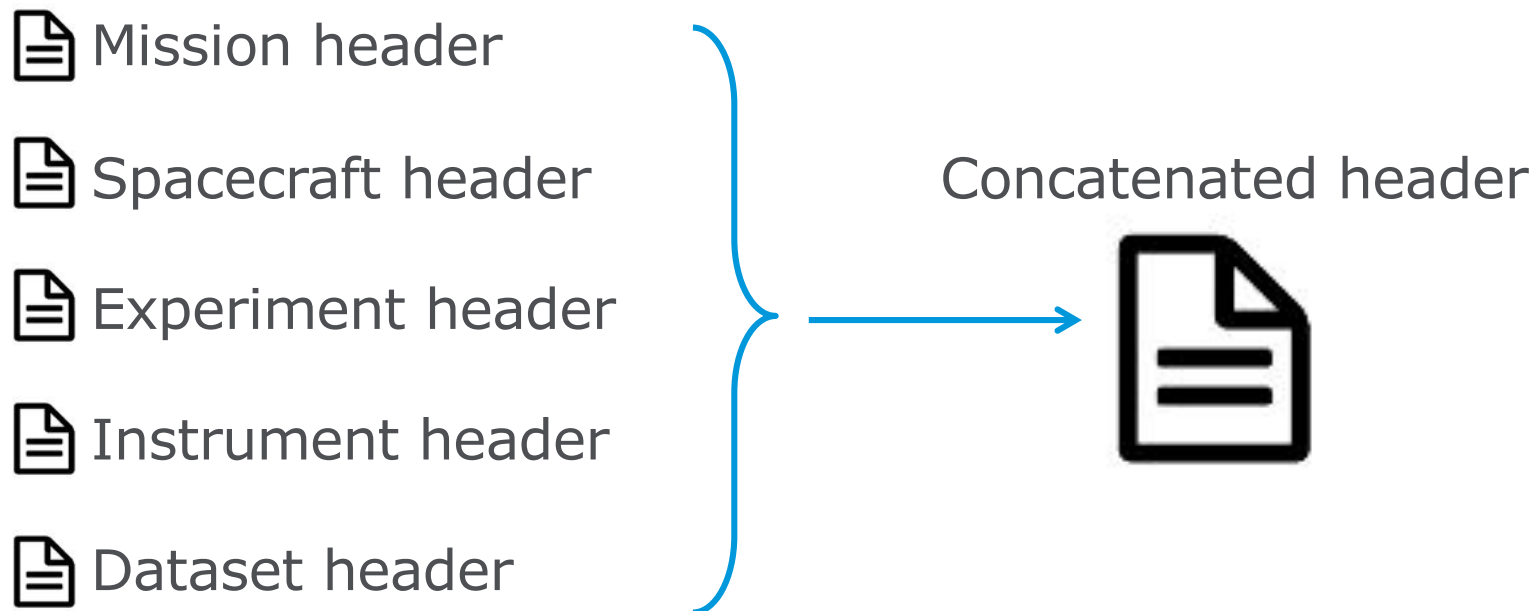 Mission header
Spacecraft header
Experiment header
Instrument header
Dataset header
Concatenated header